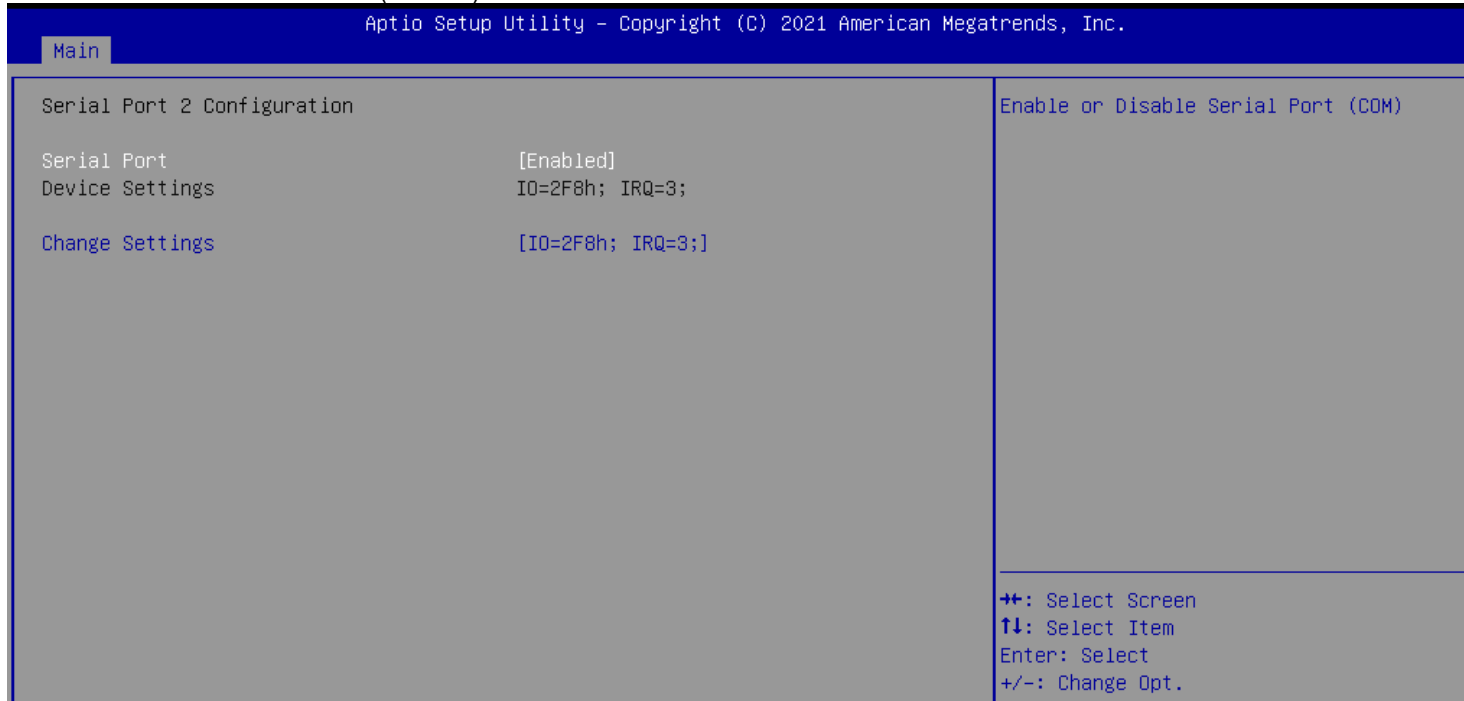 Aptio Setup Utility – Copyright (C) 2021 American Megatrends, Inc.
Main
Serial Port 2 Configuration
Serial Port [Enabled]
Device Settings IO=2F8h; IRQ=3;
Change Settings [IO=2F8h; IRQ=3;]
Enable or Disable Serial Port (COM)
→←: Select Screen
↑↓: Select Item
Enter: Select
+/-: Change Opt.